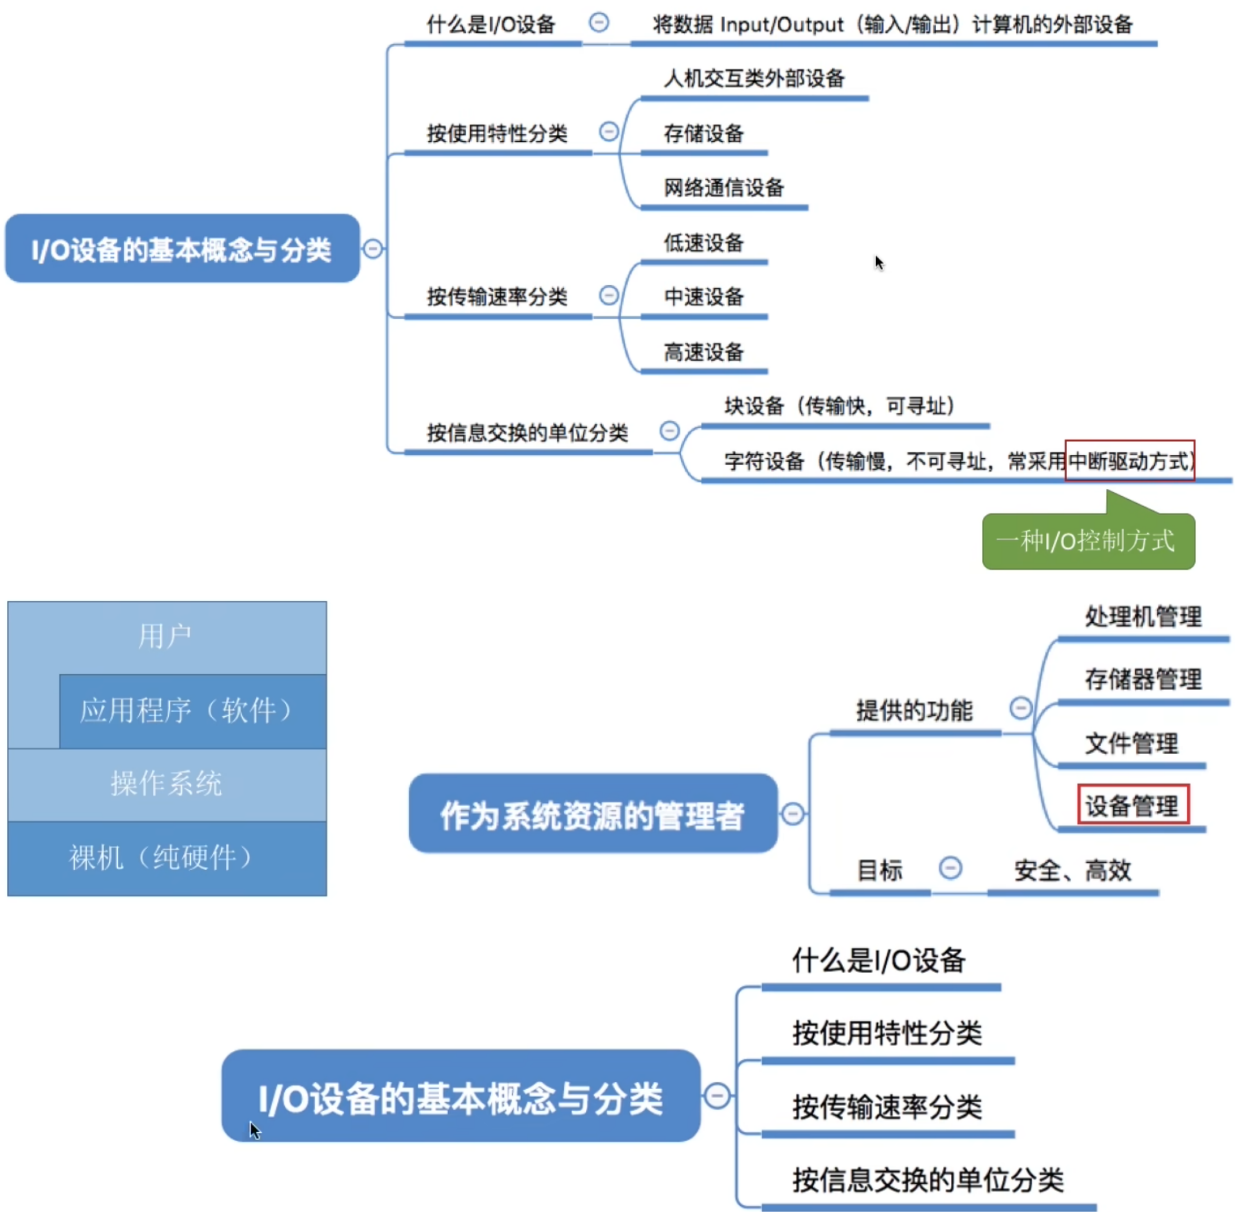 什么是I/O设备
将数据 Input/Output（输入/输出）计算机的外部设备
按使用特性分类
人机交互类外部设备
存储设备
网络通信设备
I/O设备的基本概念与分类
按传输速率分类
低速设备
中速设备
高速设备
按信息交换的单位分类
块设备（传输快，可寻址）
字符设备（传输慢，不可寻址，常采用中断驱动方式）
一种I/O控制方式
用户
应用程序（软件）
操作系统
裸机（纯硬件）
作为系统资源的管理者
提供的功能
处理机管理
存储器管理
文件管理
设备管理
目标
安全、高效
I/O设备的基本概念与分类
什么是I/O设备
按使用特性分类
按传输速率分类
按信息交换的单位分类